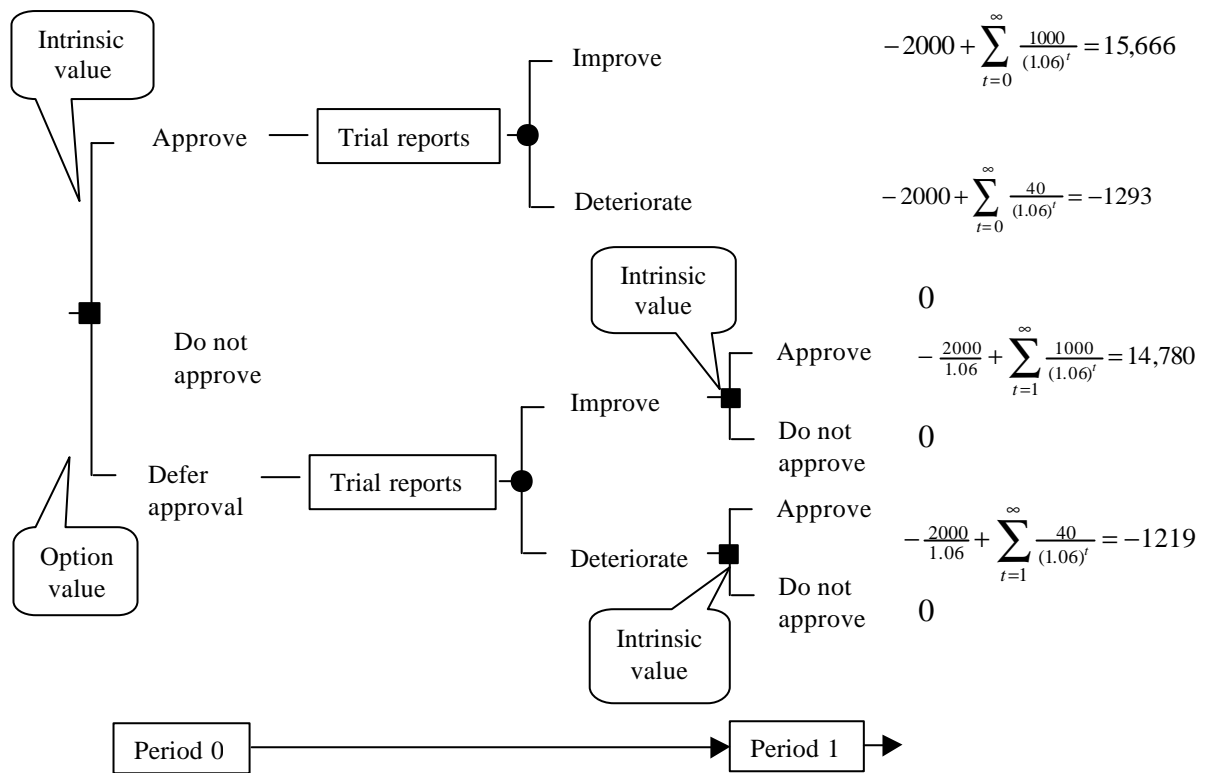 Intrinsic
value
Approve
Trial reports
Improve
−2000 + ∑_{t=0}^{∞} 1000/(1.06)^t = 15,666
Deteriorate
−2000 + ∑_{t=0}^{∞} 40/(1.06)^t = −1293
Do not
approve
0
Defer
approval
Option
value
Trial reports
Improve
Intrinsic
value
Approve
−2000/1.06 + ∑_{t=1}^{∞} 1000/(1.06)^t = 14,780
Do not
approve
0
Deteriorate
Intrinsic
value
Approve
−2000/1.06 + ∑_{t=1}^{∞} 40/(1.06)^t = −1219
Do not
approve
0
Period 0
Period 1